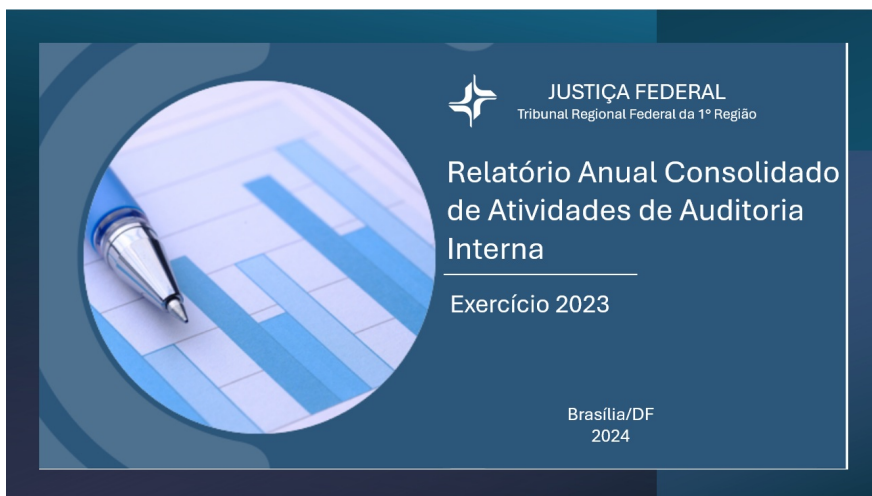 JUSTIÇA FEDERAL
Tribunal Regional Federal da 1º Região
Relatório Anual Consolidado
de Atividades de Auditoria
Interna
Exercício 2023
Brasília/DF
2024